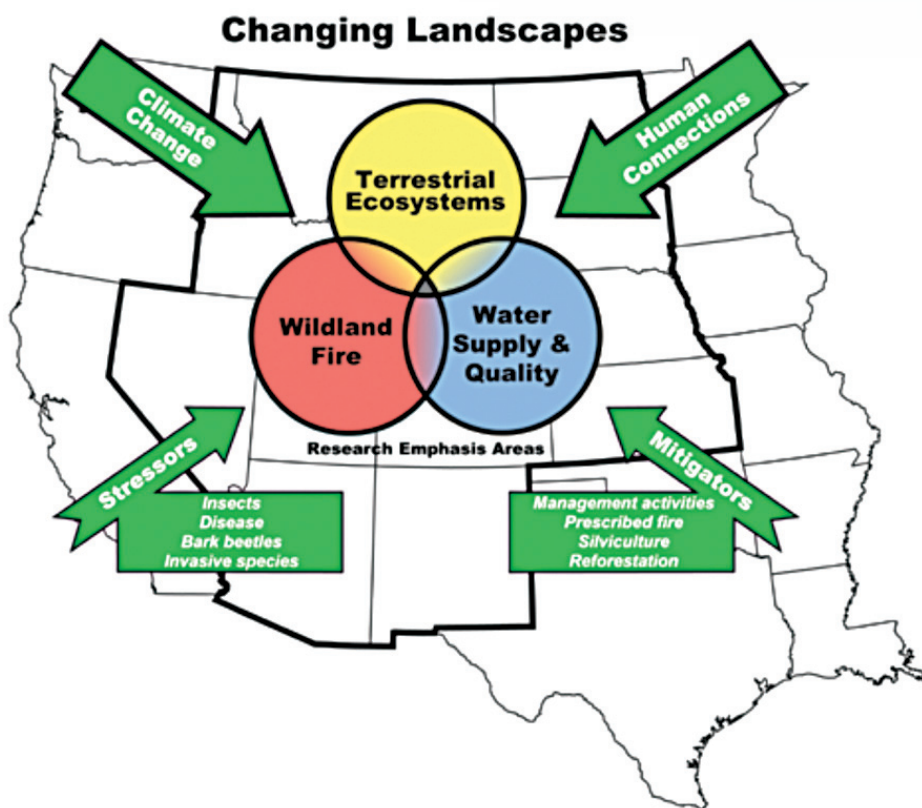 Changing Landscapes
Climate
Change
Human
Connections
Terrestrial
Ecosystems
Wildland
Fire
Water
Supply &
Quality
Research Emphasis Areas
Stressors
Insects
Disease
Bark beetles
Invasive species
Mitigators
Management activities
Prescribed fire
Silviculture
Reforestation